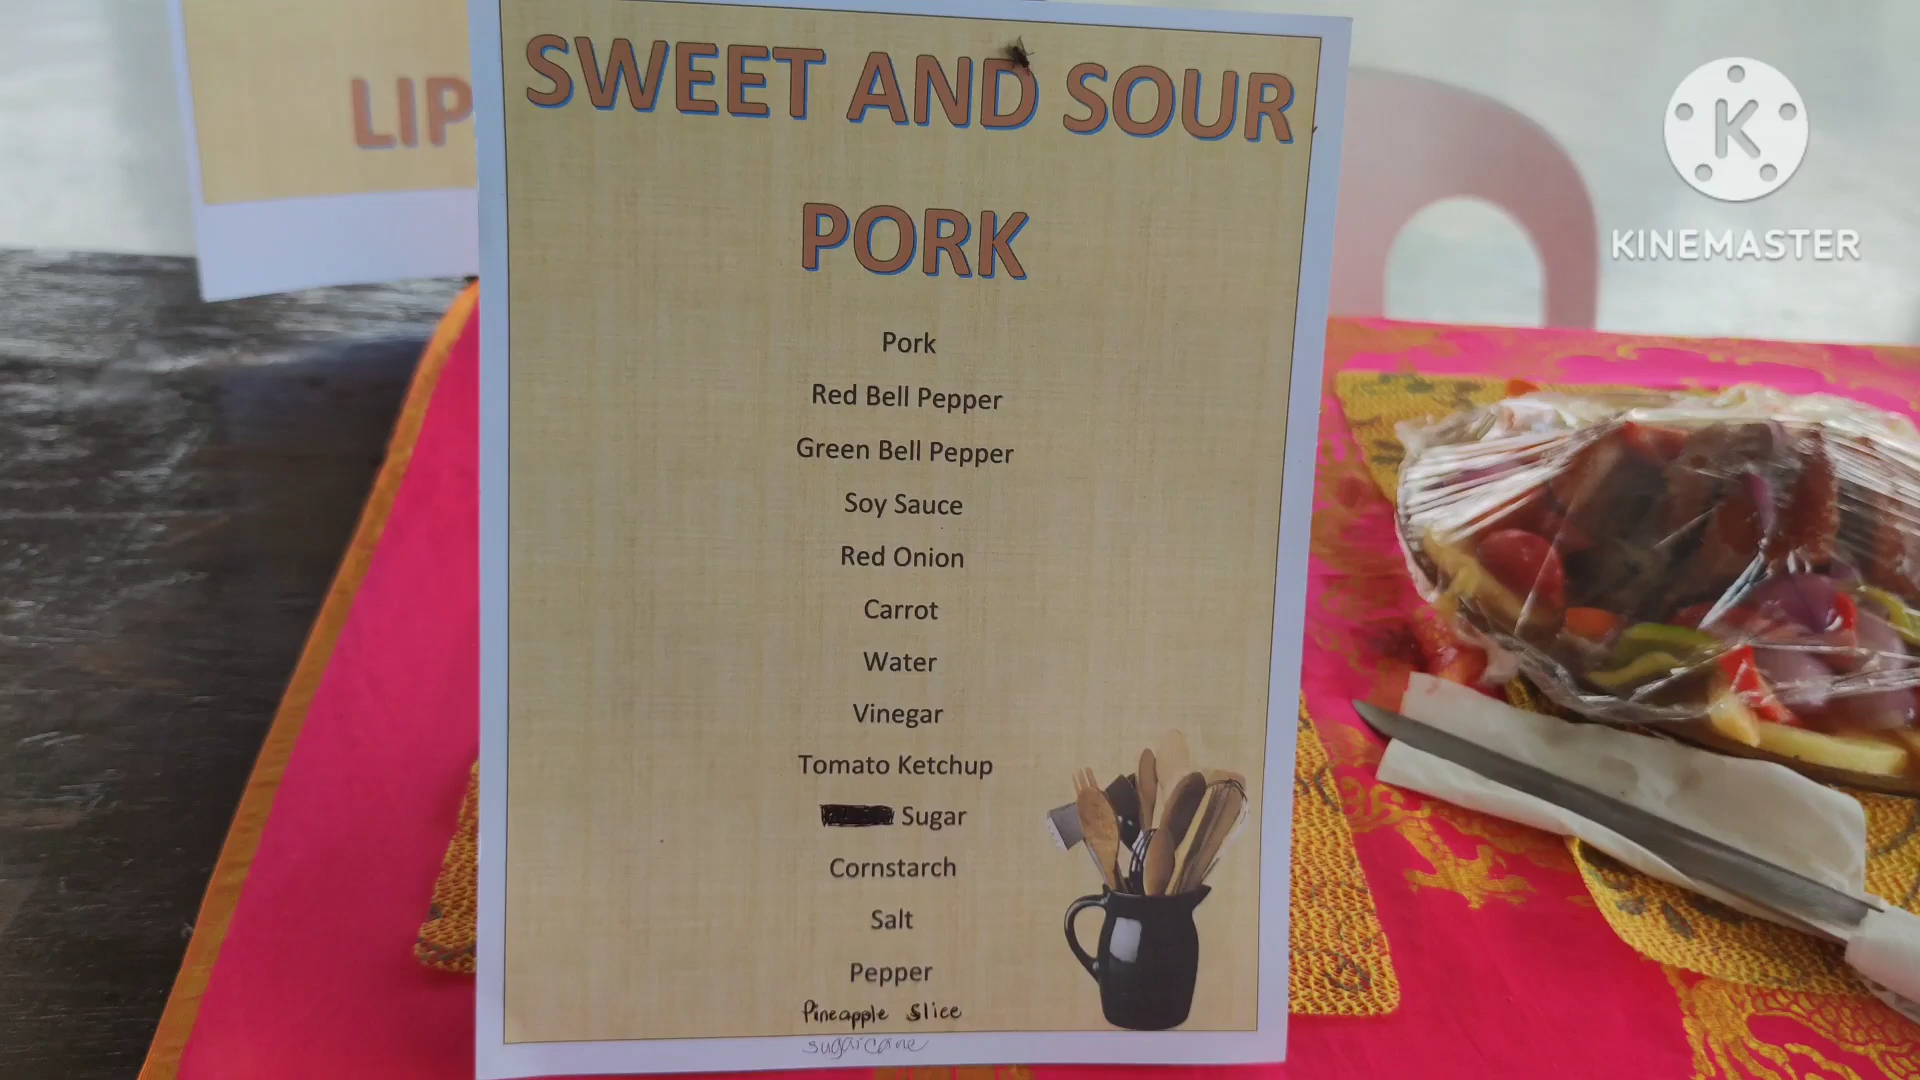 LIP
SWEET AND SOUR
PORK
Pork
Red Bell Pepper
Green Bell Pepper
Soy Sauce
Red Onion
Carrot
Water
Vinegar
Tomato Ketchup
Sugar
Cornstarch
Salt
Pepper
Pineapple Slice
sugarcane
K
KINEMASTER